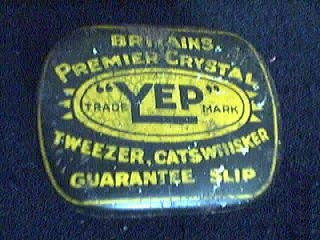 BRITAINS
PREMIER CRYSTAL
"YEP"
TRADE MARK
TWEEZER, CATSWHISKER
GUARANTEE SLIP